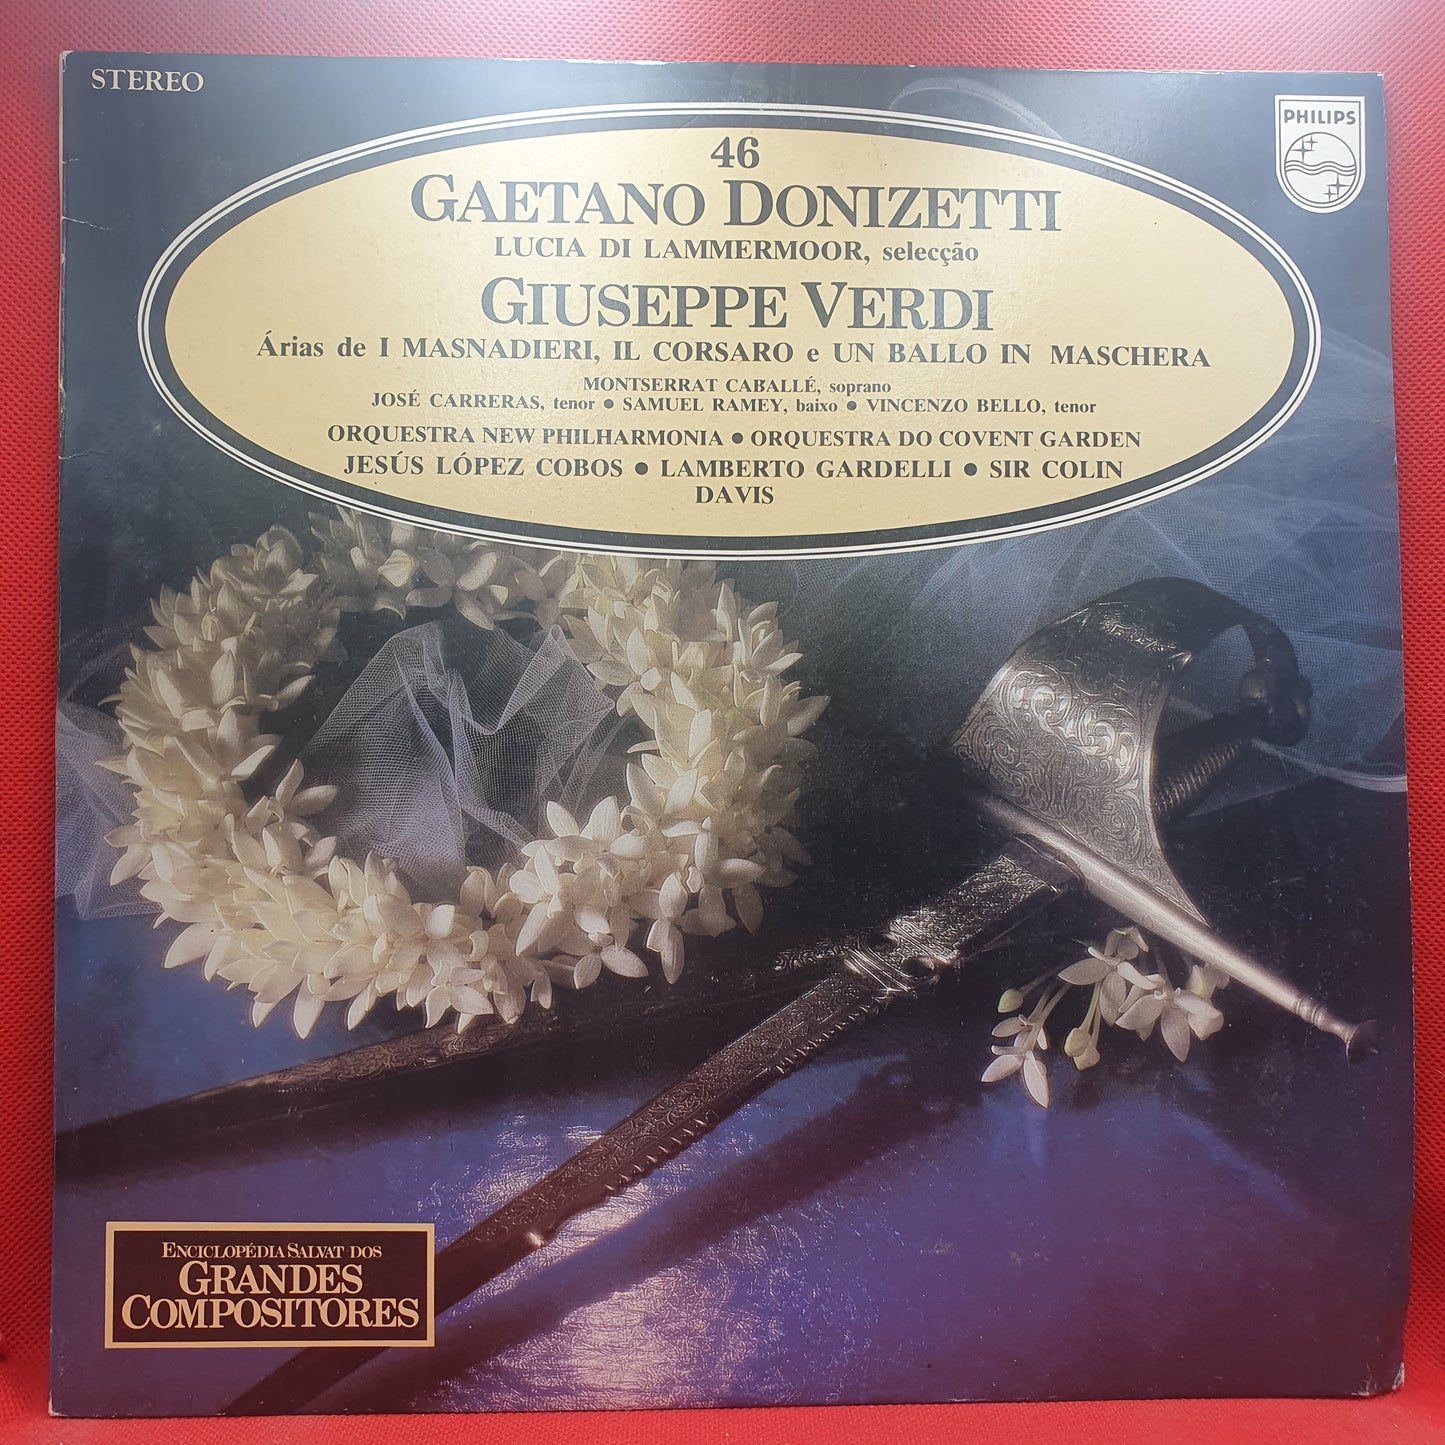 STEREO
PHILIPS
46
GAETANO DONIZETTI
LUCIA DI LAMMERMOOR, selecção
GIUSEPPE VERDI
Árias de I MASNADIERI, IL CORSARO e UN BALLO IN MASCHERA
MONTSERRAT CABALLÉ, soprano
JOSÉ CARRERAS, tenor • SAMUEL RAMEY, baixo • VINCENZO BELLO, tenor
ORQUESTRA NEW PHILHARMONIA • ORQUESTRA DO COVENT GARDEN
JESÚS LÓPEZ COBOS • LAMBERTO GARDELLI • SIR COLIN
DAVIS
ENCICLOPÉDIA SALVAT DOS
GRANDES
COMPOSITORES